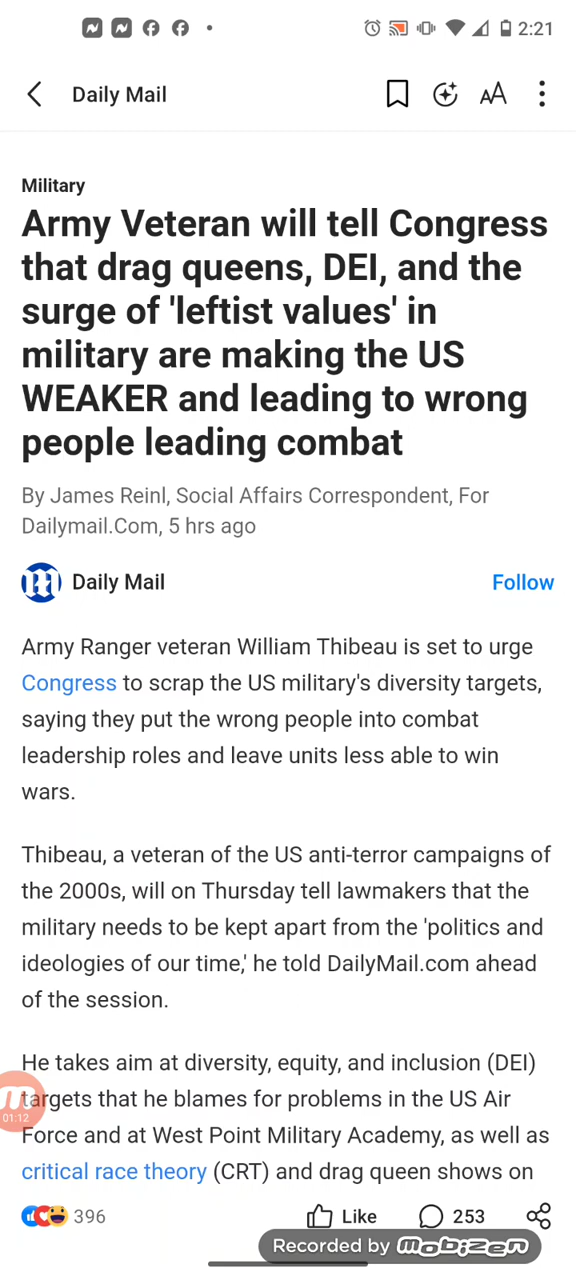 2:21
Daily Mail
AA
Military
Army Veteran will tell Congress
that drag queens, DEI, and the
surge of 'leftist values' in
military are making the US
WEAKER and leading to wrong
people leading combat
By James Reinl, Social Affairs Correspondent, For
Dailymail.Com, 5 hrs ago
Daily Mail
Follow
Army Ranger veteran William Thibeau is set to urge
Congress to scrap the US military's diversity targets,
saying they put the wrong people into combat
leadership roles and leave units less able to win
wars.
Thibeau, a veteran of the US anti-terror campaigns of
the 2000s, will on Thursday tell lawmakers that the
military needs to be kept apart from the 'politics and
ideologies of our time,' he told DailyMail.com ahead
of the session.
He takes aim at diversity, equity, and inclusion (DEI)
targets that he blames for problems in the US Air
Force and at West Point Military Academy, as well as
critical race theory (CRT) and drag queen shows on
01:12
396
Like
253
Recorded by mobizen